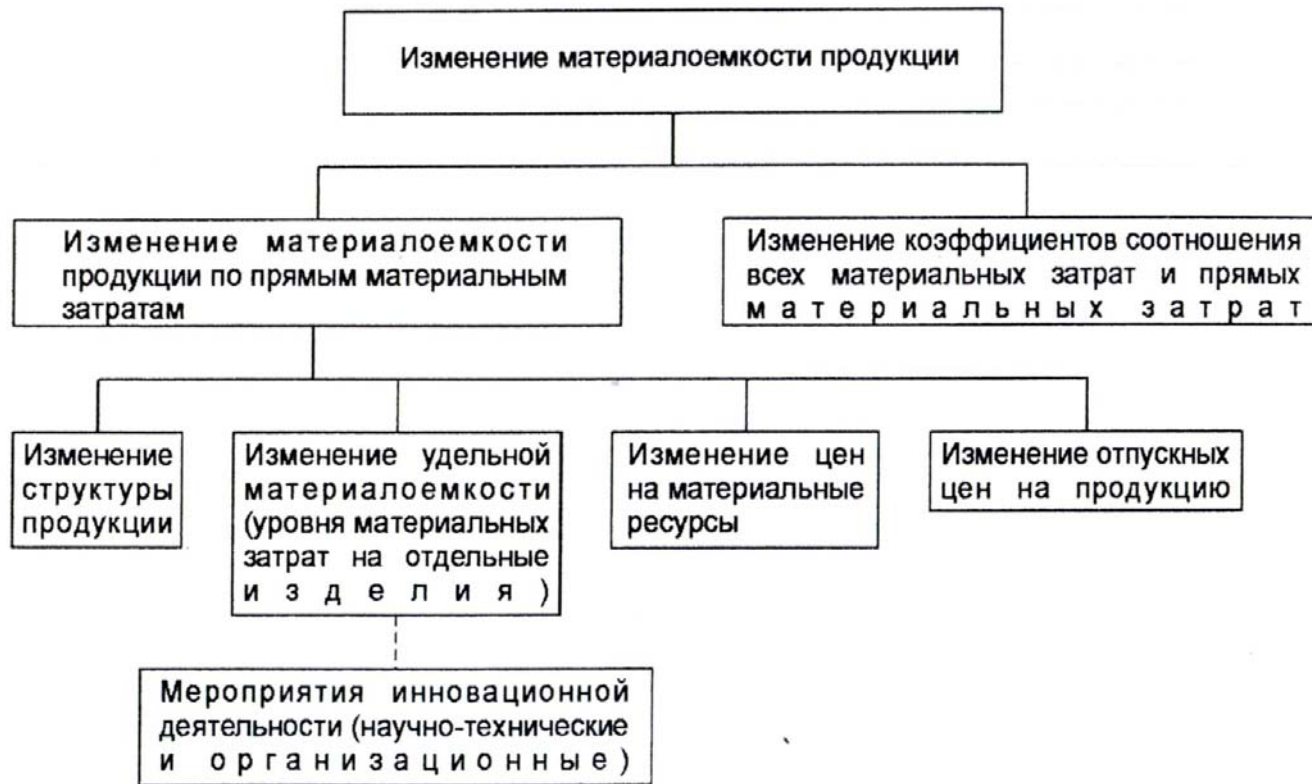 Изменение материалоемкости продукции
Изменение материалоемкости
продукции по прямым материальным
затратам
Изменение коэффициентов соотношения
всех материальных затрат и прямых
материальных затрат
Изменение
структуры
продукции
Изменение удельной
материалоемкости
(уровня материальных
затрат на отдельные
изделия)
Изменение цен
на материальные
ресурсы
Изменение отпускных
цен на продукцию
Мероприятия инновационной
деятельности (научно-технические
и организационные)